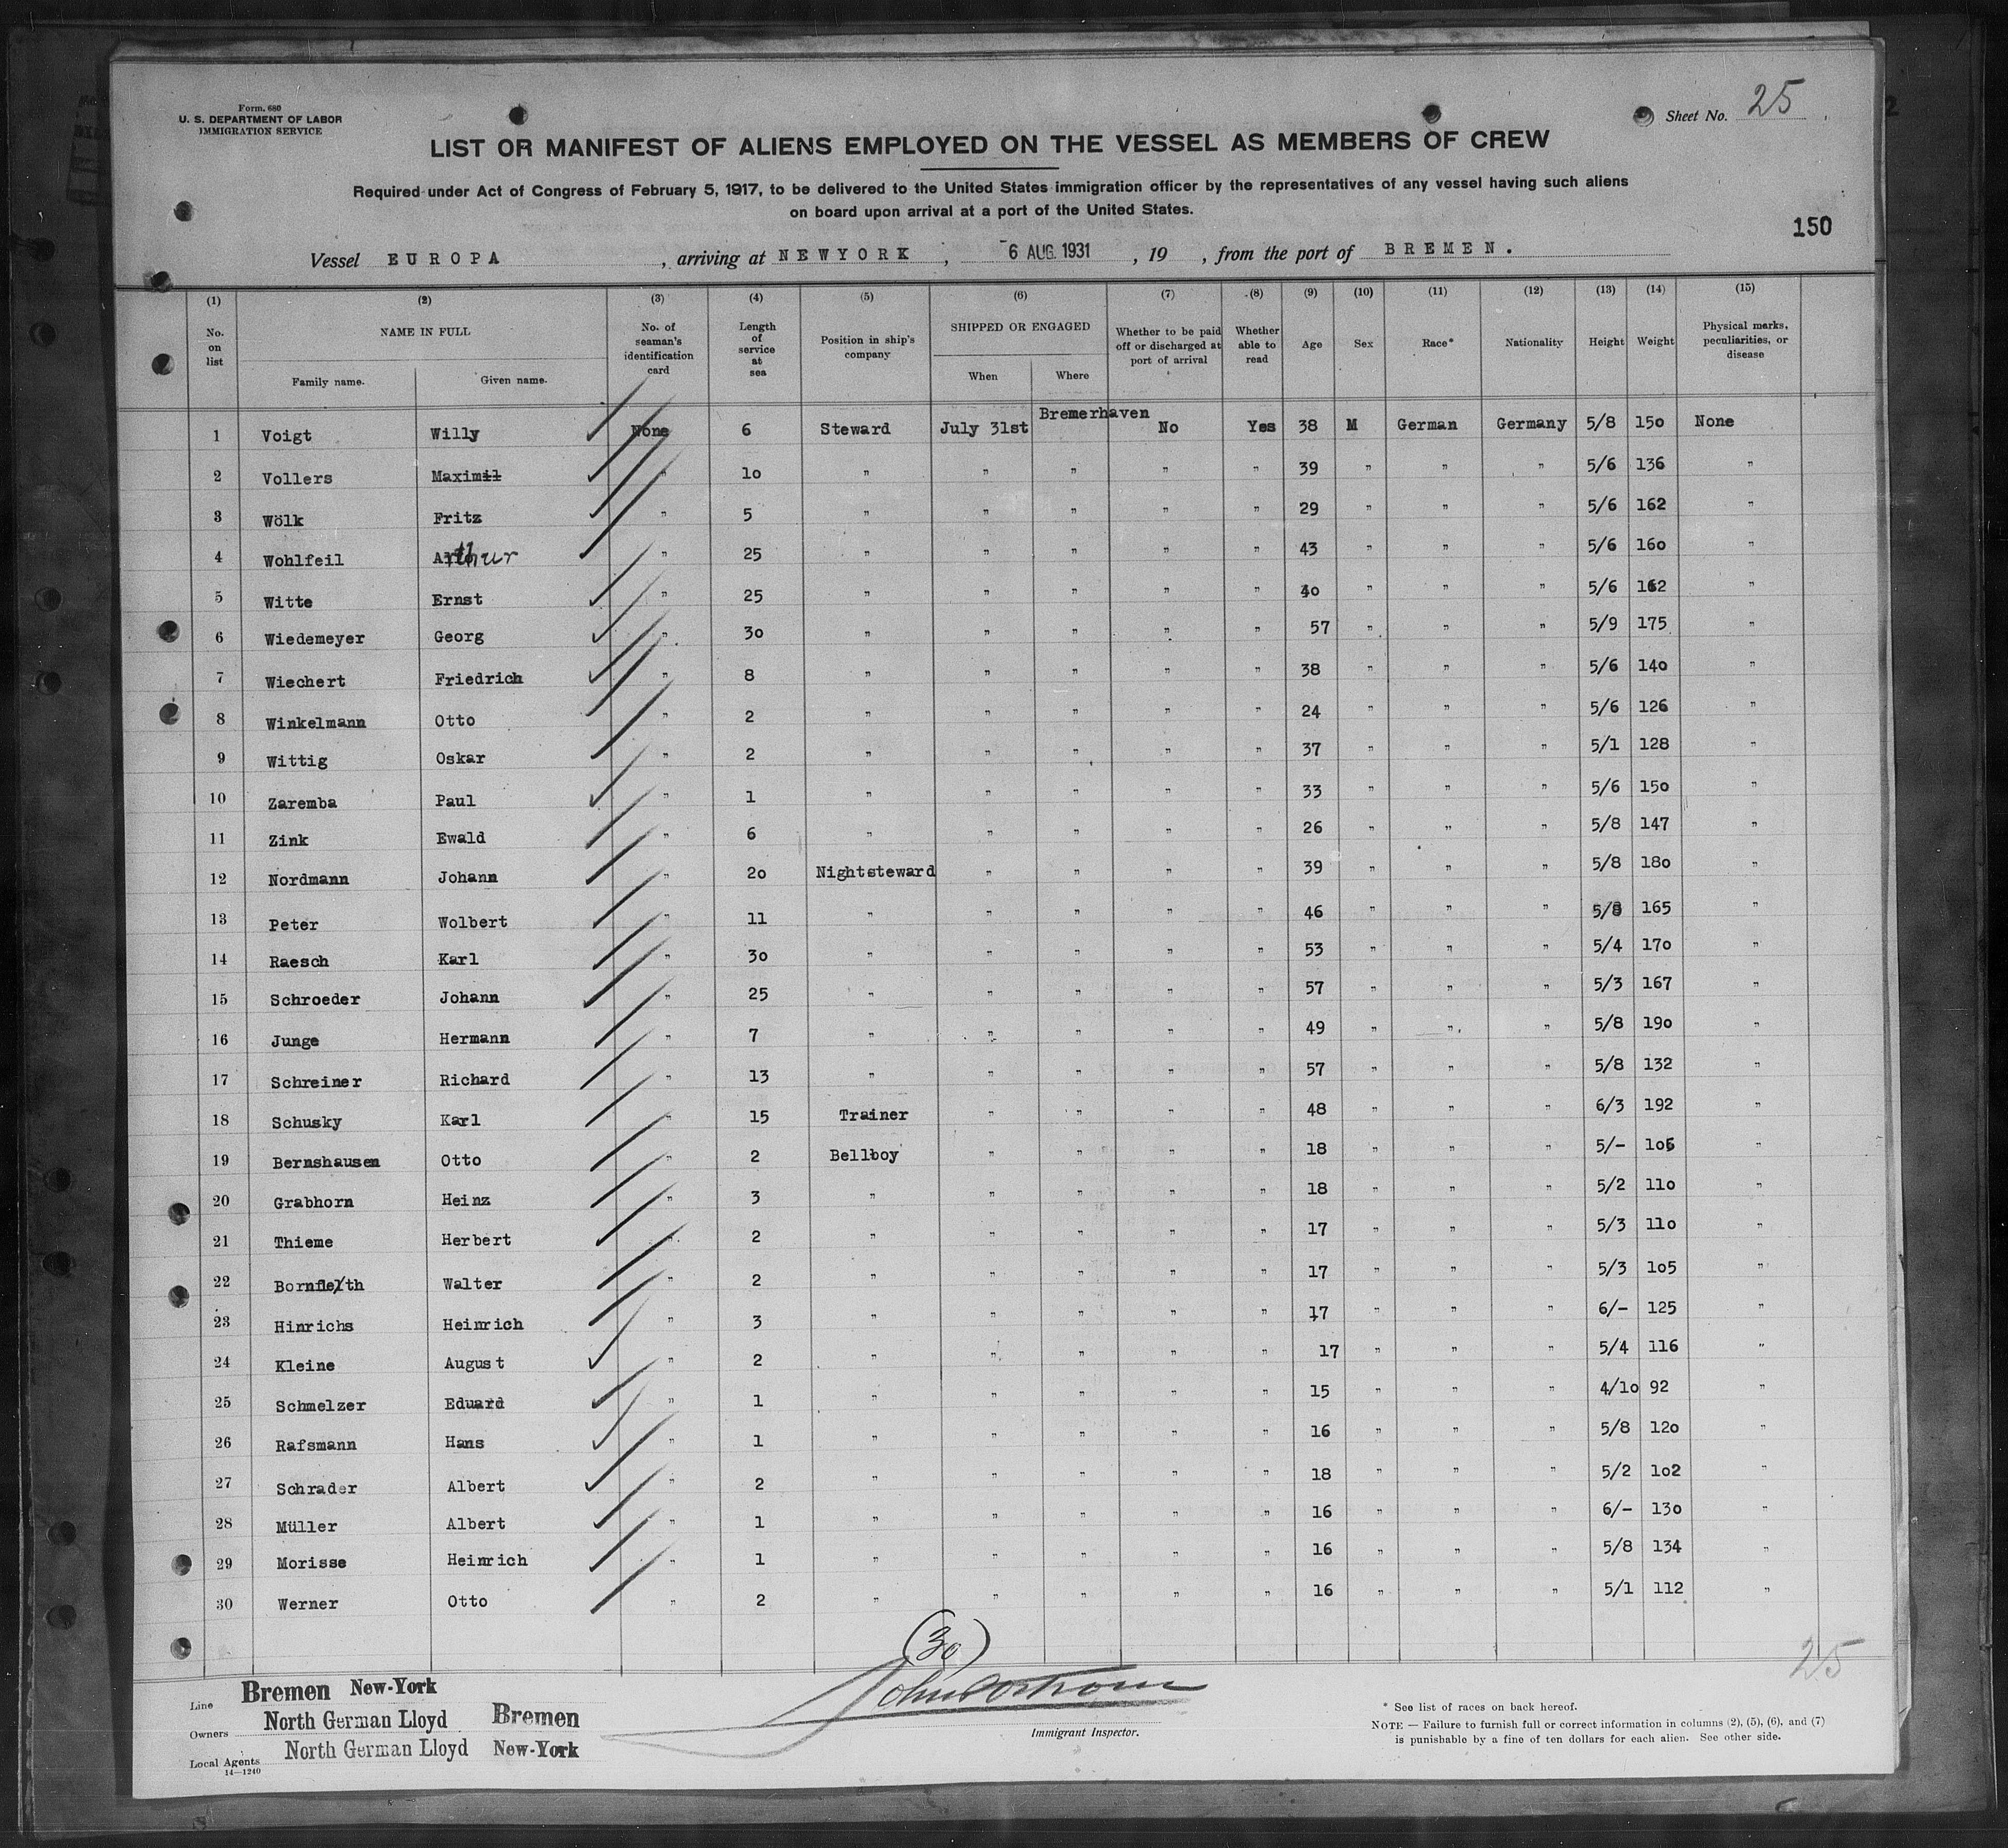 Form 680
U. S. DEPARTMENT OF LABOR
IMMIGRATION SERVICE
Sheet No. 25
LIST OR MANIFEST OF ALIENS EMPLOYED ON THE VESSEL AS MEMBERS OF CREW
Required under Act of Congress of February 5, 1917, to be delivered to the United States immigration officer by the representatives of any vessel having such aliens
on board upon arrival at a port of the United States.
150
Vessel EUROPA, arriving at NEWYORK, 6 AUG. 1931, 19 , from the port of BREMEN.
(1) (2) (3) (4) (5) (6) (7) (8) (9) (10) (11) (12) (13) (14) (15)
No. on list NAME IN FULL Family name. Given name. No. of seaman's identification card Length of service at sea Position in ship's company SHIPPED OR ENGAGED When Where Whether to be paid off or discharged at port of arrival Whether able to read Age Sex Race* Nationality Height Weight Physical marks, peculiarities, or disease
1 Voigt Willy None 6 Steward July 31st Bremerhaven No Yes 38 M German Germany 5/8 150 None
2 Vollers Maximil " 10 " " " " " 39 " " " 5/6 136 "
3 Wölk Fritz " 5 " " " " " 29 " " " 5/6 162 "
4 Wohlfeil Arthur " 25 " " " " " 43 " " " 5/6 160 "
5 Witte Ernst " 25 " " " " " 40 " " " 5/6 162 "
6 Wiedemeyer Georg " 30 " " " " " 57 " " " 5/9 175 "
7 Wiechert Friedrich " 8 " " " " " 38 " " " 5/6 140 "
8 Winkelmann Otto " 2 " " " " " 24 " " " 5/6 126 "
9 Wittig Oskar " 2 " " " " " 37 " " " 5/1 128 "
10 Zaremba Paul " 1 " " " " " 33 " " " 5/6 150 "
11 Zink Ewald " 6 " " " " " 26 " " " 5/8 147 "
12 Nordmann Johann " 20 Nightsteward " " " " 39 " " " 5/8 180 "
13 Peter Wolbert " 11 " " " " " 46 " " " 5/8 165 "
14 Raesch Karl " 30 " " " " " 53 " " " 5/4 170 "
15 Schroeder Johann " 25 " " " " " 57 " " " 5/3 167 "
16 Junge Hermann " 7 " " " " " 49 " " " 5/8 190 "
17 Schreiner Richard " 13 " " " " " 57 " " " 5/8 132 "
18 Schusky Karl " 15 Trainer " " " " 48 " " " 6/3 192 "
19 Bernshausen Otto " 2 Bellboy " " " " 18 " " " 5/- 106 "
20 Grabhorn Heinz " 3 " " " " " 18 " " " 5/2 110 "
21 Thieme Herbert " 2 " " " " " 17 " " " 5/3 110 "
22 Walter " 2 " " " " " 17 " " " 5/3 105 "
23 Hinrichs Heinrich " 3 " " " " " 17 " " " 6/- 125 "
24 Kleine August " 2 " " " " " 17 " " " 5/4 116 "
25 Schmelzer Eduard " 1 " " " " " 15 " " " 4/10 92 "
26 Rafsmann Hans " 1 " " " " " 16 " " " 5/8 120 "
27 Schrader Albert " 2 " " " " " 18 " " " 5/2 102 "
28 Müller Albert " 1 " " " " " 16 " " " 6/- 130 "
29 Morisse Heinrich " 1 " " " " " 16 " " " 5/8 134 "
30 Werner Otto " 2 " " " " " 16 " " " 5/1 112 "
(30)
25
Line Bremen New-York
Owners North German Lloyd Bremen
Local Agents North German Lloyd New-York
14—1240
Immigrant Inspector.
* See list of races on back hereof.
NOTE — Failure to furnish full or correct information in columns (2), (5), (6), and (7)
is punishable by a fine of ten dollars for each alien. See other side.